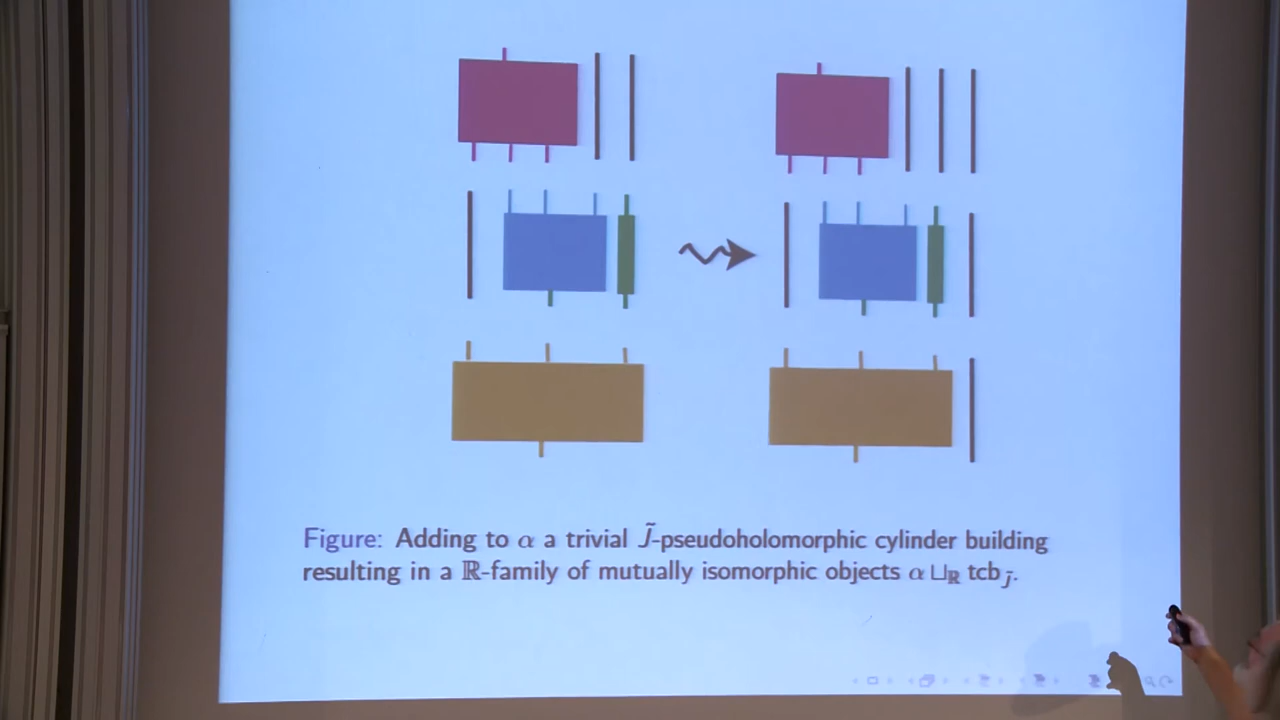 Figure: Adding to α a trivial J̃-pseudoholomorphic cylinder building
resulting in a ℝ-family of mutually isomorphic objects α ⊔_ℝ tcb_J̃.